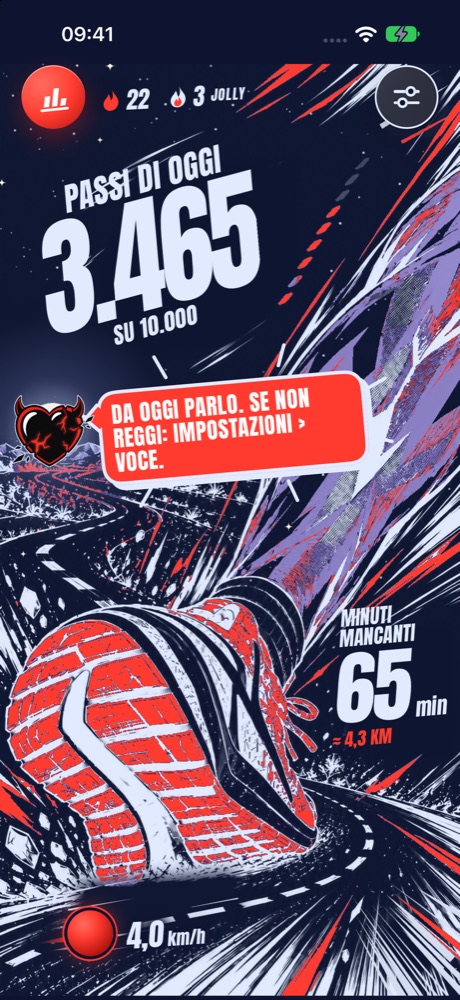 09:41
22
3 JOLLY
PASSI DI OGGI
3.465
SU 10.000
DA OGGI PARLO. SE NON
REGGI: IMPOSTAZIONI >
VOCE.
MINUTI
MANCANTI
65 min
≈ 4,3 KM
4,0 km/h